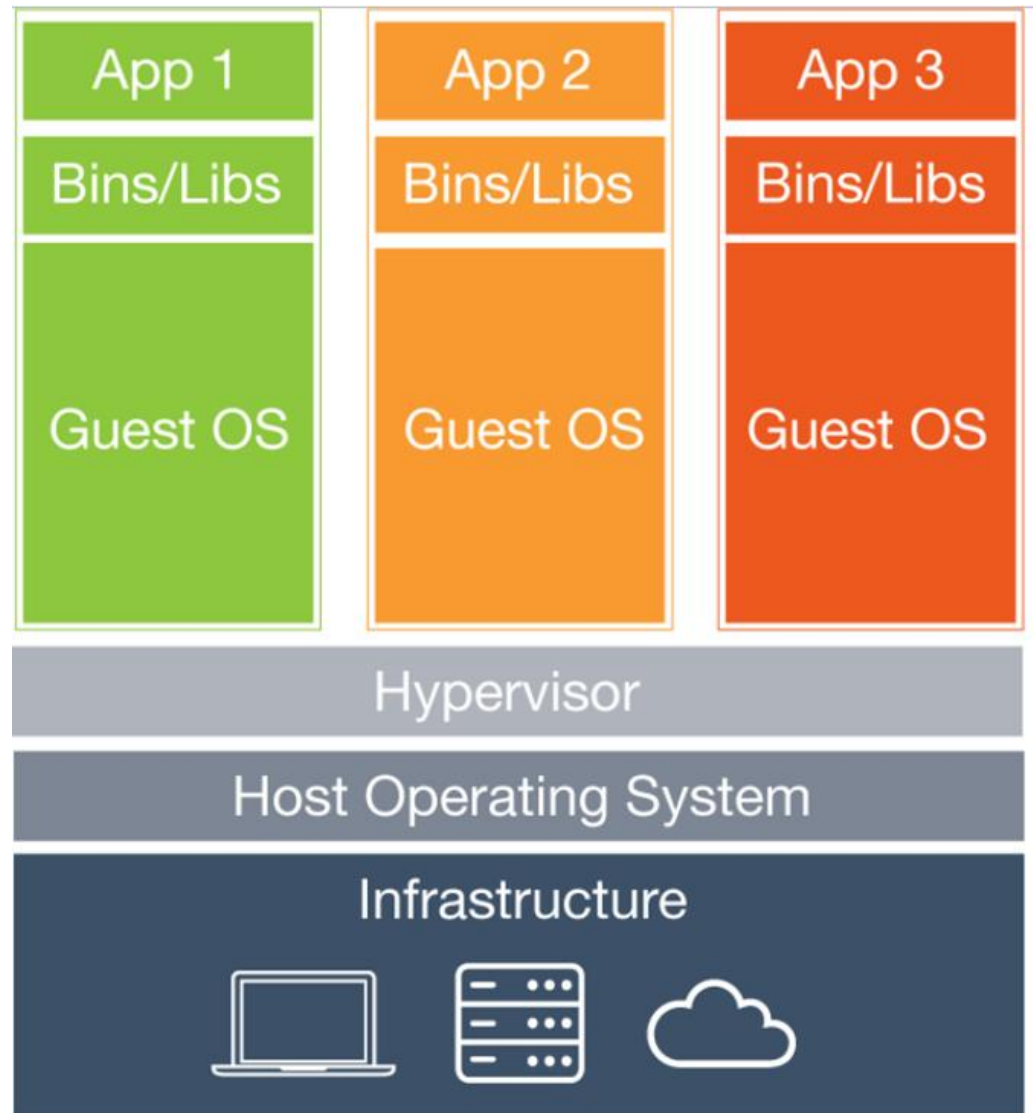 App 1
App 2
App 3
Bins/Libs
Bins/Libs
Bins/Libs
Guest OS
Guest OS
Guest OS
Hypervisor
Host Operating System
Infrastructure